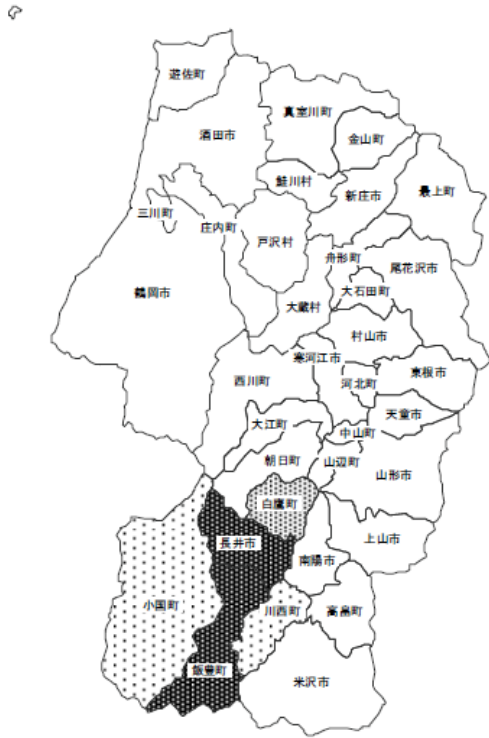 遊佐町
真室川町
酒田市
金山町
鮭川村
新庄市
最上町
三川町
庄内町
戸沢村
舟形町
尾花沢市
鶴岡市
大石田町
大蔵村
村山市
寒河江市
西川町
河北町
東根市
天童市
大江町
中山町
朝日町
山辺町
山形市
白鷹町
長井市
上山市
南陽市
小国町
川西町
高畠町
飯豊町
米沢市